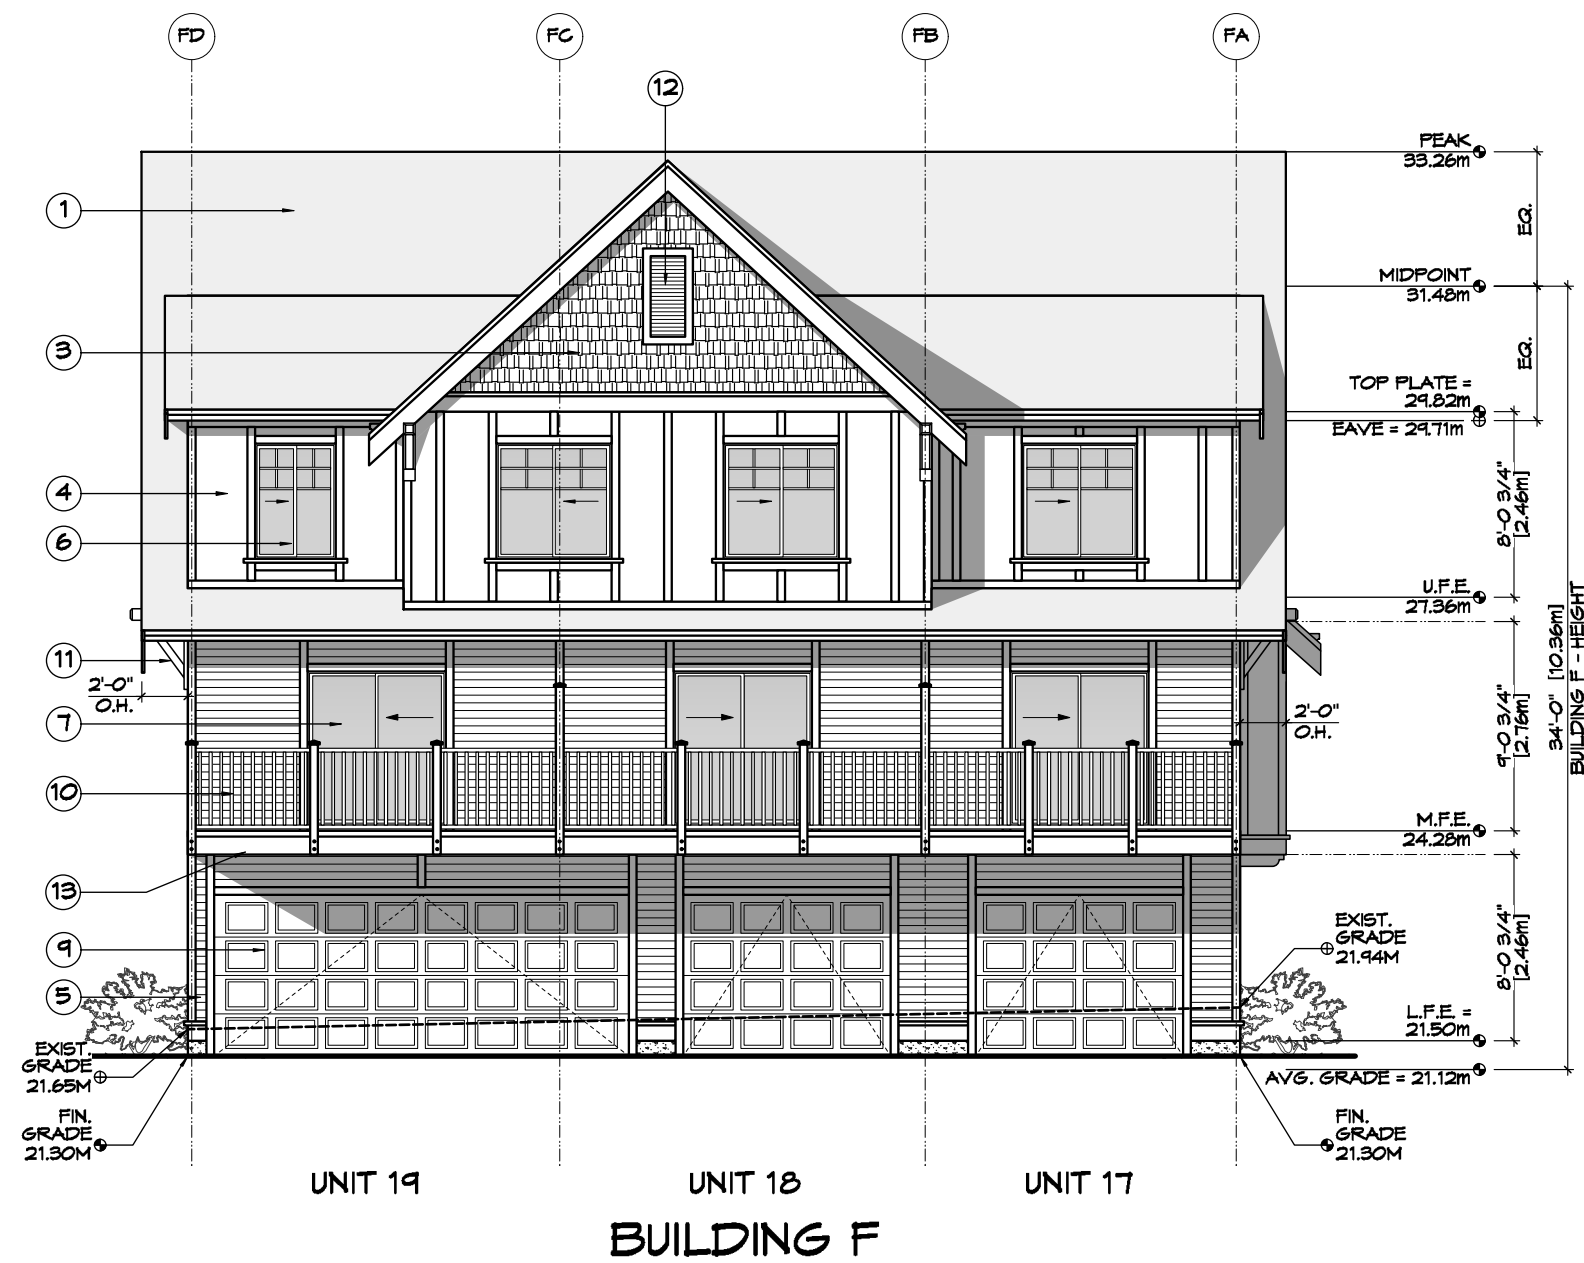 FD
FC
FB
FA
12
PEAK
33.26m
1
EQ.
MIDPOINT
31.48m
3
EQ.
TOP PLATE =
29.82m
EAVE = 29.71m
4
8'-0 3/4"
[2.46m]
6
U.F.E.
27.36m
11
2'-0"
O.H.
7
2'-0"
O.H.
9'-0 3/4"
[2.76m]
34'-0" [10.36m]
BUILDING F - HEIGHT
10
M.F.E.
24.28m
13
9
EXIST.
GRADE
21.94M
8'-0 3/4"
[2.46m]
5
L.F.E. =
21.50m
EXIST.
GRADE
21.65M
AVG. GRADE = 21.12m
FIN.
GRADE
21.30M
FIN.
GRADE
21.30M
UNIT 19
UNIT 18
UNIT 17
BUILDING F